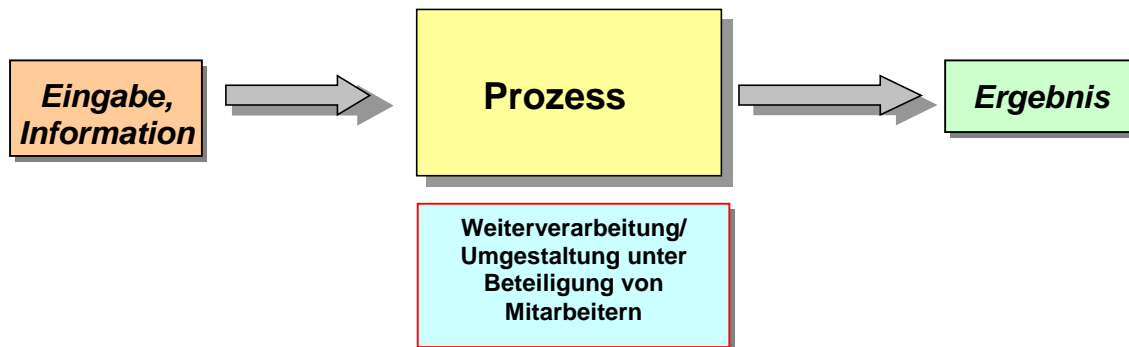 Eingabe,
Information
Prozess
Ergebnis
Weiterverarbeitung/
Umgestaltung unter
Beteiligung von
Mitarbeitern